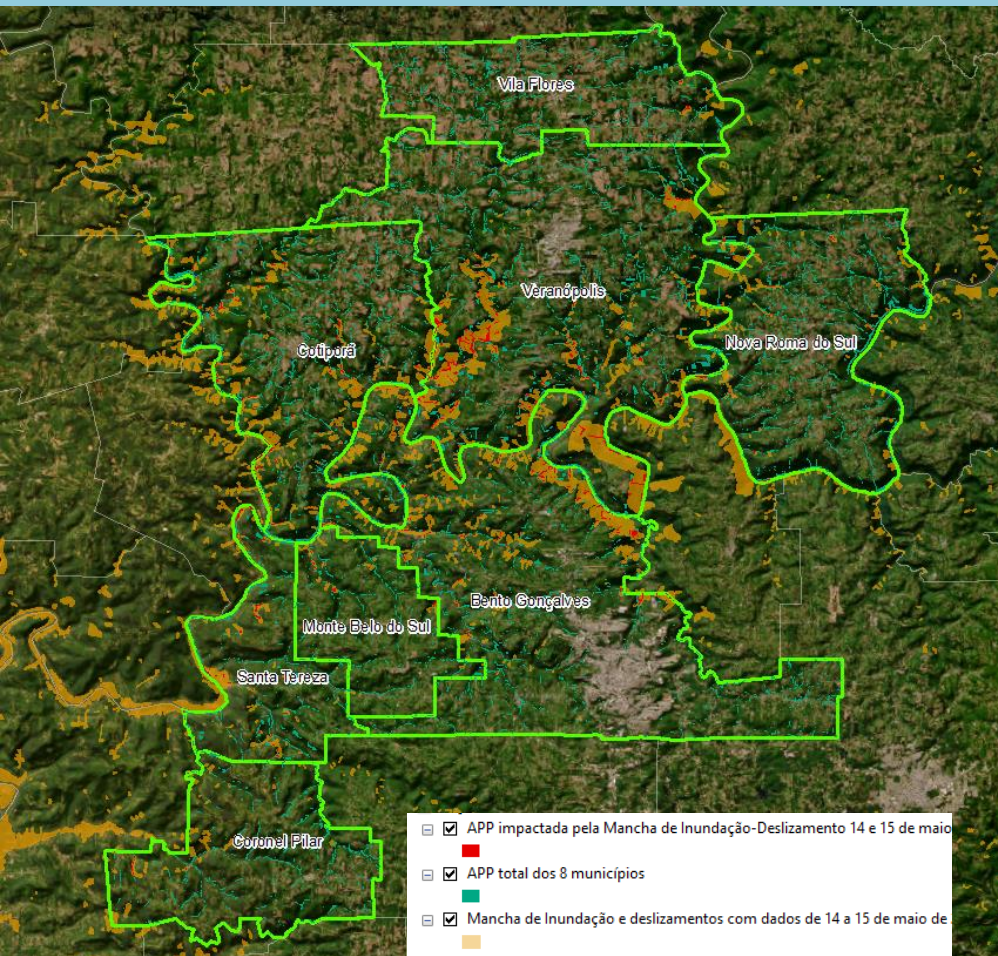 Vila Flores
Veranópolis
Nova Roma do Sul
Cotiporã
Bento Gonçalves
Monte Belo do Sul
Santa Tereza
Coronel Pilar
APP impactada pela Mancha de Inundação-Deslizamento 14 e 15 de maio
APP total dos 8 municípios
Mancha de Inundação e deslizamentos com dados de 14 a 15 de maio de